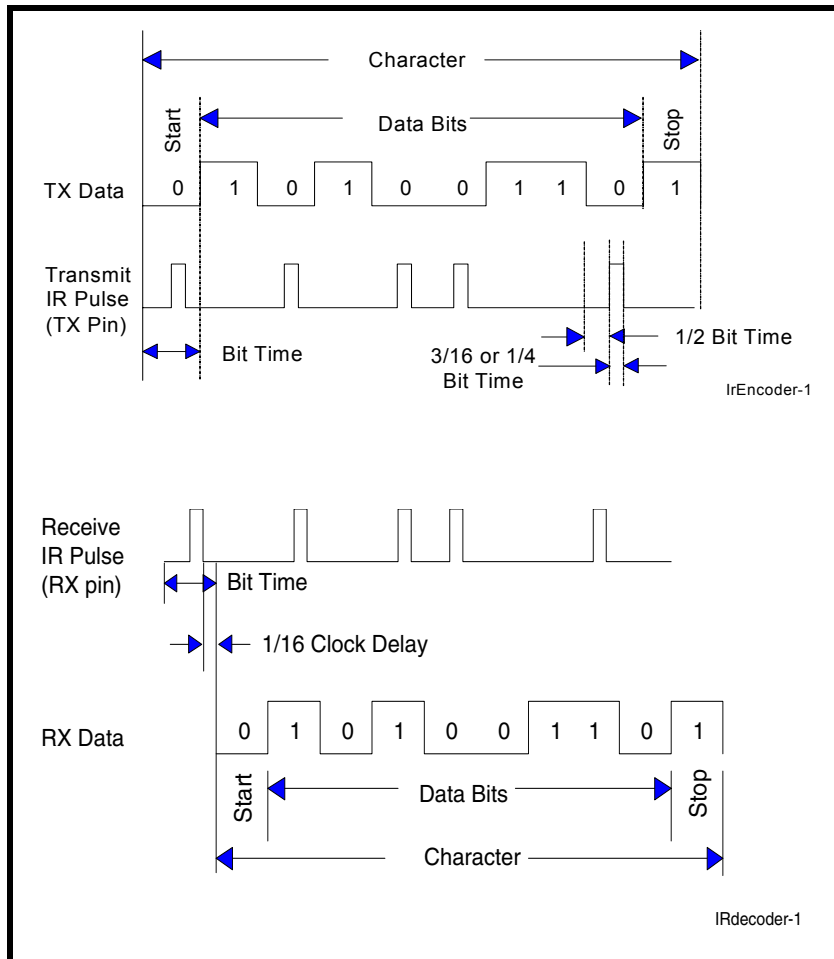 Character
Start
Data Bits
Stop
TX Data
0 1 0 1 0 0 1 1 0 1
Transmit
IR Pulse
(TX Pin)
Bit Time
1/2 Bit Time
3/16 or 1/4
Bit Time
IrEncoder-1
Receive
IR Pulse
(RX pin)
Bit Time
1/16 Clock Delay
RX Data
0 1 0 1 0 0 1 1 0 1
Start
Data Bits
Stop
Character
IRdecoder-1